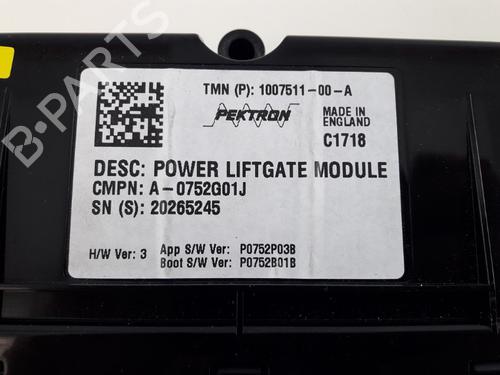 TMN (P): 1007511-00-A
PEKTRON
MADE IN
ENGLAND
C1718
DESC: POWER LIFTGATE MODULE
CMPN: A-0752G01J
SN (S): 20265245
H/W Ver: 3
App S/W Ver: P0752P03B
Boot S/W Ver: P0752B01B
B-PARTS